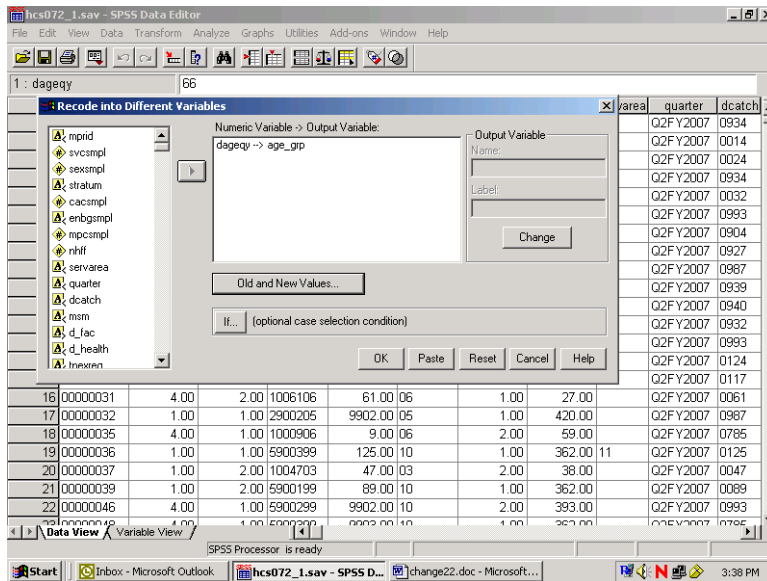 hcs072_1.sav - SPSS Data Editor
File Edit View Data Transform Analyze Graphs Utilities Add-ons Window Help
1 : dageqy 66
varea quarter dcatch
Recode into Different Variables
mprid
svcsmpl
sexsmpl
stratum
cacsmpl
enbgsmpl
mpcsmpl
nhff
servarea
quarter
dcatch
msm
d_fac
d_health
Numeric Variable -> Output Variable:
dageqy --> age_grp
Output Variable
Name:
Label:
Change
Old and New Values...
If... (optional case selection condition)
OK Paste Reset Cancel Help
Q2FY2007 0934
Q2FY2007 0014
Q2FY2007 0024
Q2FY2007 0934
Q2FY2007 0032
Q2FY2007 0993
Q2FY2007 0904
Q2FY2007 0927
Q2FY2007 0987
Q2FY2007 0939
Q2FY2007 0940
Q2FY2007 0932
Q2FY2007 0993
Q2FY2007 0124
Q2FY2007 0117
16 00000031 4.00 2.00 1006106 61.00 06 1.00 27.00 Q2FY2007 0061
17 00000032 1.00 1.00 2900205 9902.00 05 1.00 420.00 Q2FY2007 0987
18 00000035 4.00 1.00 1000906 9.00 06 2.00 59.00 Q2FY2007 0785
19 00000036 1.00 1.00 5900399 125.00 10 1.00 362.00 11 Q2FY2007 0125
20 00000037 1.00 2.00 1004703 47.00 03 2.00 38.00 Q2FY2007 0047
21 00000039 1.00 2.00 5900199 89.00 10 1.00 362.00 Q2FY2007 0089
22 00000046 4.00 1.00 5900299 9902.00 10 2.00 393.00 Q2FY2007 0993
Data View Variable View
SPSS Processor is ready
Start Inbox - Microsoft Outlook hcs072_1.sav - SPSS D... change22.doc - Microsoft... 3:38 PM